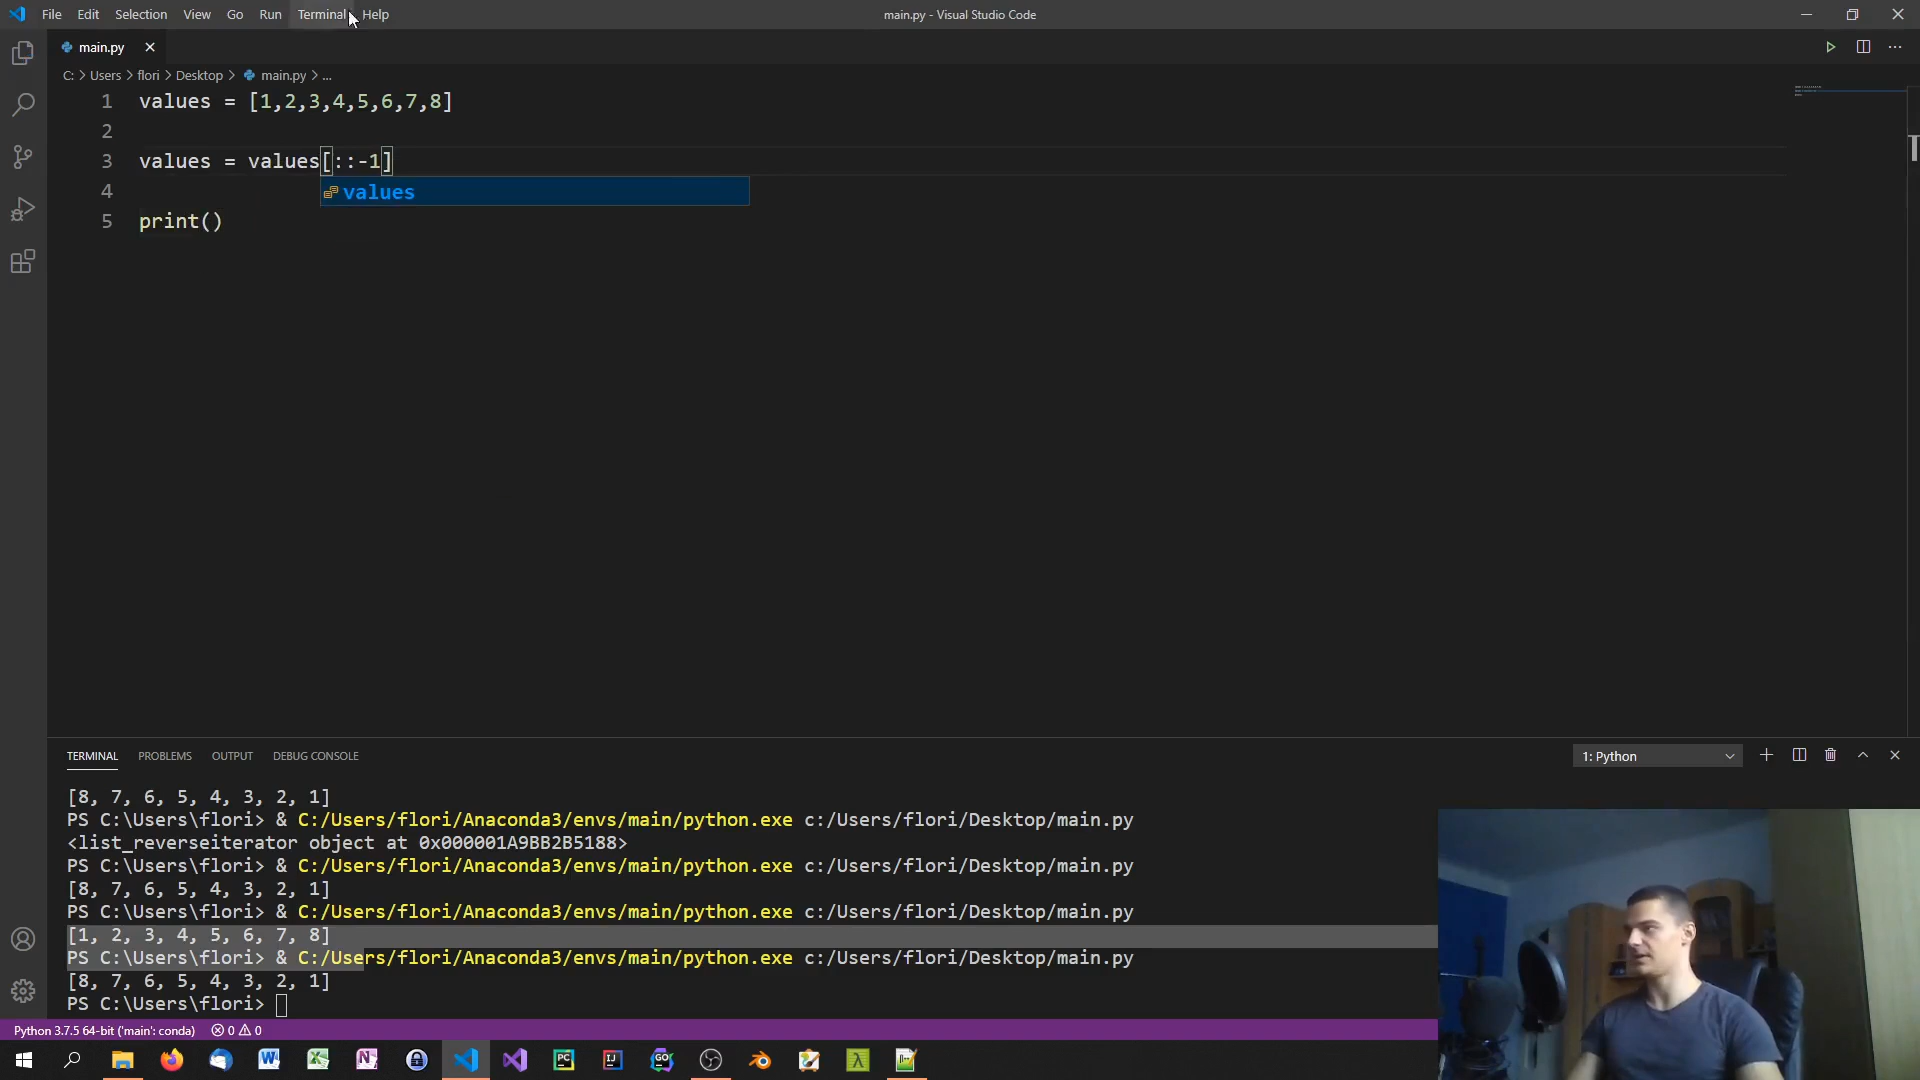 File Edit Selection View Go Run Terminal Help main.py - Visual Studio Code
main.py
C: > Users > flori > Desktop > main.py > ...
1 values = [1,2,3,4,5,6,7,8]
2
3 values = values[::-1]
4 values
5 print()
TERMINAL PROBLEMS OUTPUT DEBUG CONSOLE 1: Python
[8, 7, 6, 5, 4, 3, 2, 1]
PS C:\Users\flori> & C:/Users/flori/Anaconda3/envs/main/python.exe c:/Users/flori/Desktop/main.py
<list_reverseiterator object at 0x000001A9BB2B5188>
PS C:\Users\flori> & C:/Users/flori/Anaconda3/envs/main/python.exe c:/Users/flori/Desktop/main.py
[8, 7, 6, 5, 4, 3, 2, 1]
PS C:\Users\flori> & C:/Users/flori/Anaconda3/envs/main/python.exe c:/Users/flori/Desktop/main.py
[1, 2, 3, 4, 5, 6, 7, 8]
PS C:\Users\flori> & C:/Users/flori/Anaconda3/envs/main/python.exe c:/Users/flori/Desktop/main.py
[8, 7, 6, 5, 4, 3, 2, 1]
PS C:\Users\flori>
Python 3.7.5 64-bit ('main': conda) 0 0